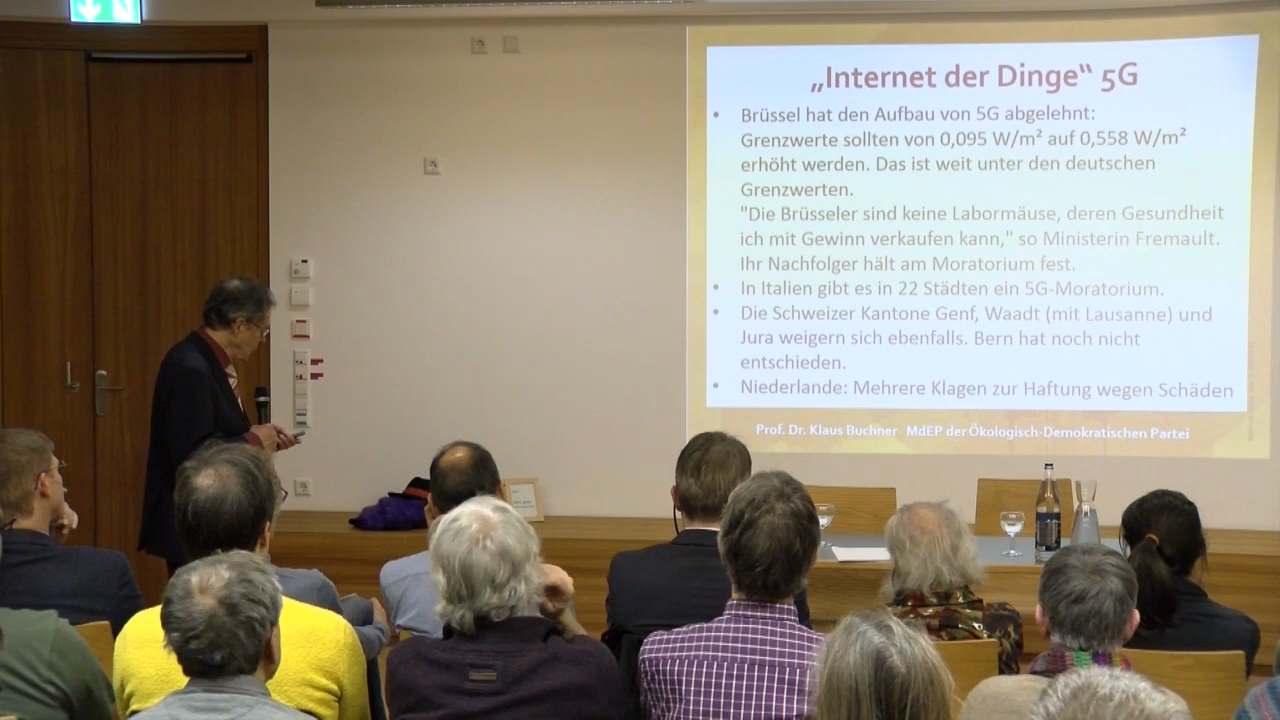 „Internet der Dinge“ 5G
• Brüssel hat den Aufbau von 5G abgelehnt:
Grenzwerte sollten von 0,095 W/m² auf 0,558 W/m²
erhöht werden. Das ist weit unter den deutschen
Grenzwerten.
"Die Brüsseler sind keine Labormäuse, deren Gesundheit
ich mit Gewinn verkaufen kann," so Ministerin Fremault.
Ihr Nachfolger hält am Moratorium fest.
• In Italien gibt es in 22 Städten ein 5G-Moratorium.
• Die Schweizer Kantone Genf, Waadt (mit Lausanne) und
Jura weigern sich ebenfalls. Bern hat noch nicht
entschieden.
• Niederlande: Mehrere Klagen zur Haftung wegen Schäden
Prof. Dr. Klaus Buchner MdEP der Ökologisch-Demokratischen Partei